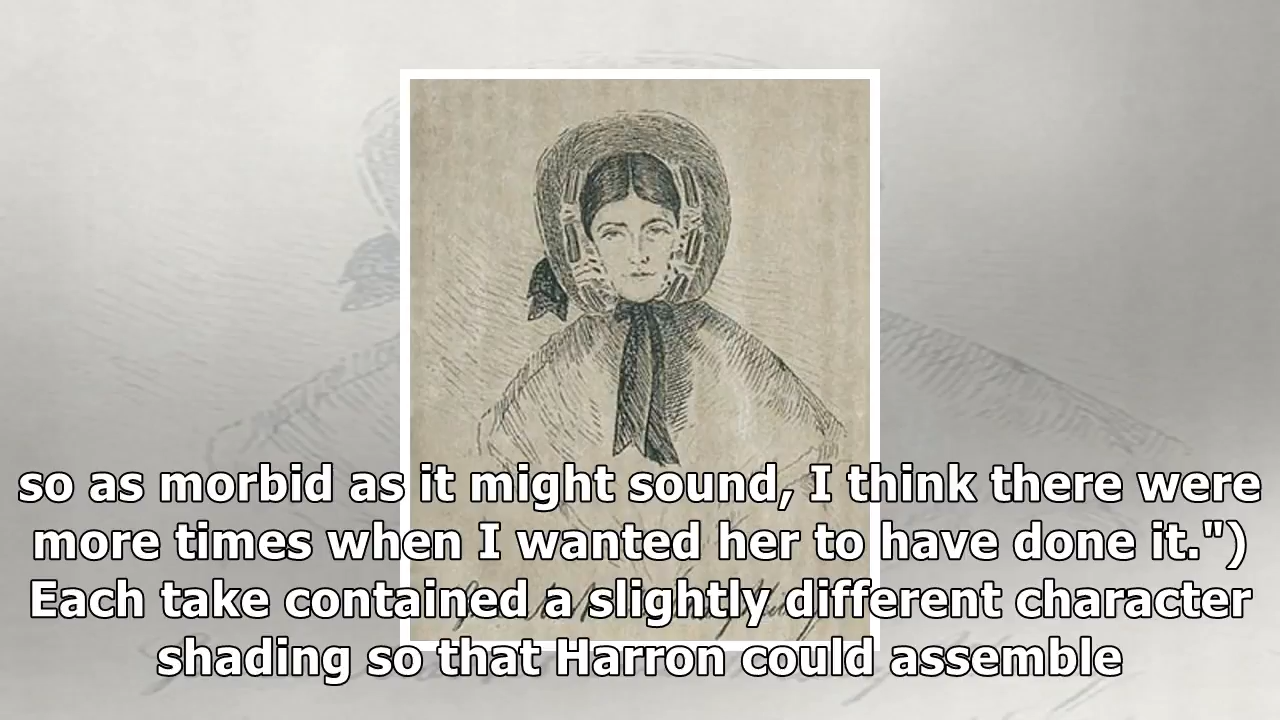 so as morbid as it might sound, I think there were
more times when I wanted her to have done it.")
Each take contained a slightly different character
shading so that Harron could assemble